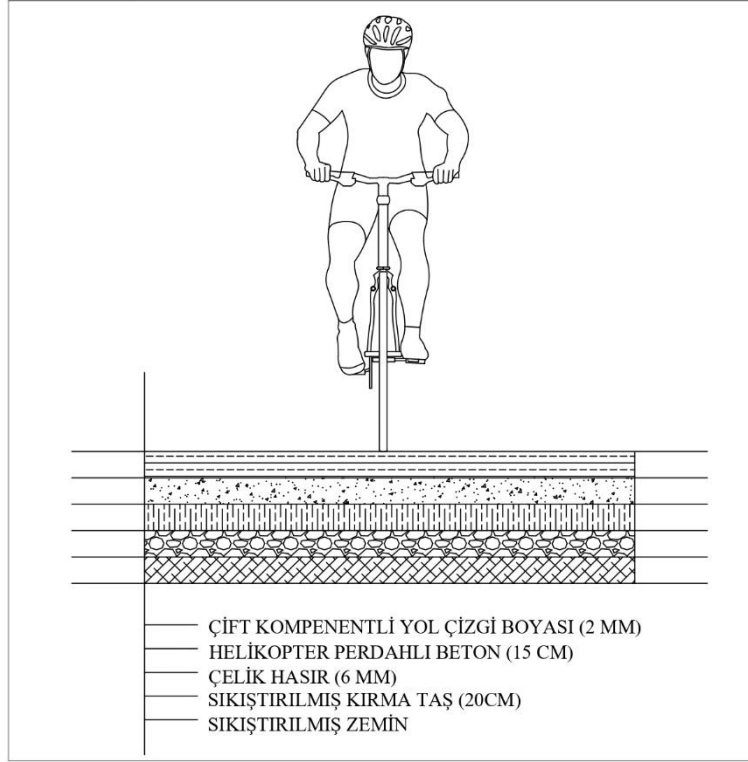 ÇİFT KOMPENENTLİ YOL ÇİZGİ BOYASI (2 MM)
HELİKOPTER PERDAHLI BETON (15 CM)
ÇELİK HASIR (6 MM)
SIKIŞTIRILMIŞ KIRMA TAŞ (20CM)
SIKIŞTIRILMIŞ ZEMİN